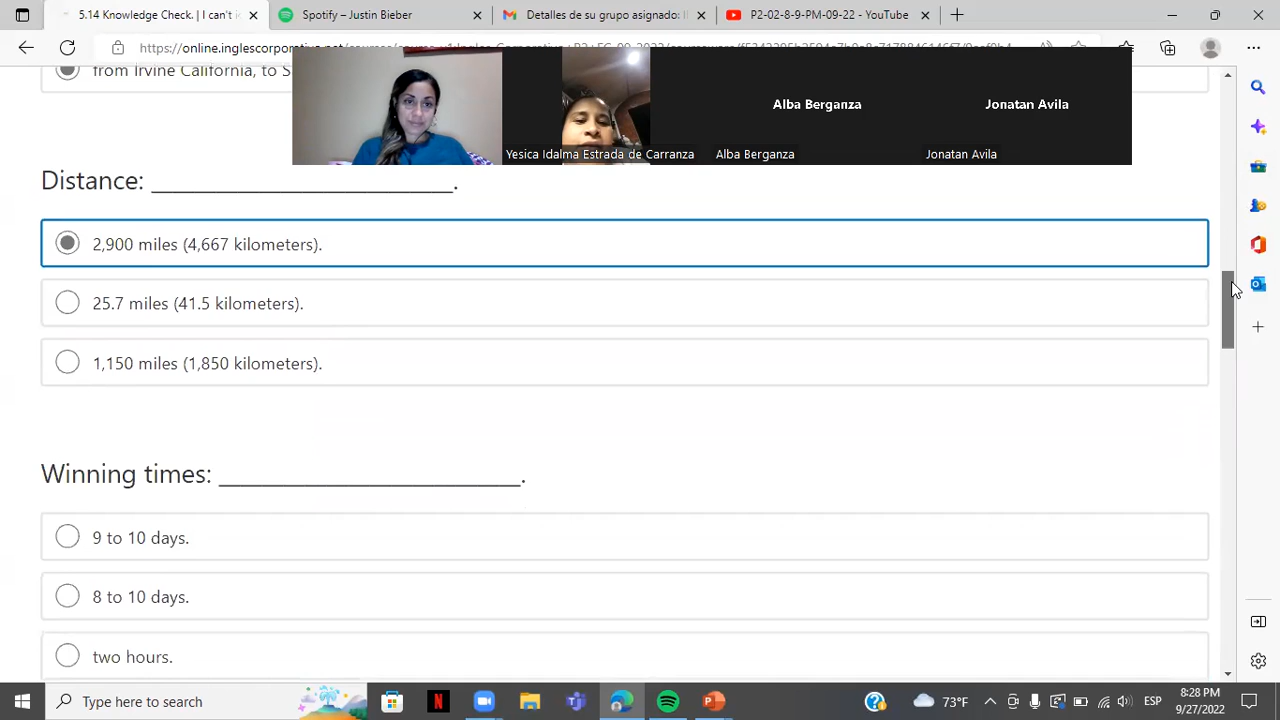 5.14 Knowledge Check. | I can't i
Spotify – Justin Bieber
Detalles de su grupo asignado: I
P2-02-8-9-PM-09-22 - YouTube
https://online.inglescorporativo.net
from Irvine California, to S
Alba Berganza
Jonatan Avila
Yesica Idalma Estrada de Carranza
Alba Berganza
Jonatan Avila
Distance: ___________________________.
2,900 miles (4,667 kilometers).
25.7 miles (41.5 kilometers).
1,150 miles (1,850 kilometers).
Winning times: ___________________________.
9 to 10 days.
8 to 10 days.
two hours.
Type here to search
73°F
ESP
8:28 PM
9/27/2022